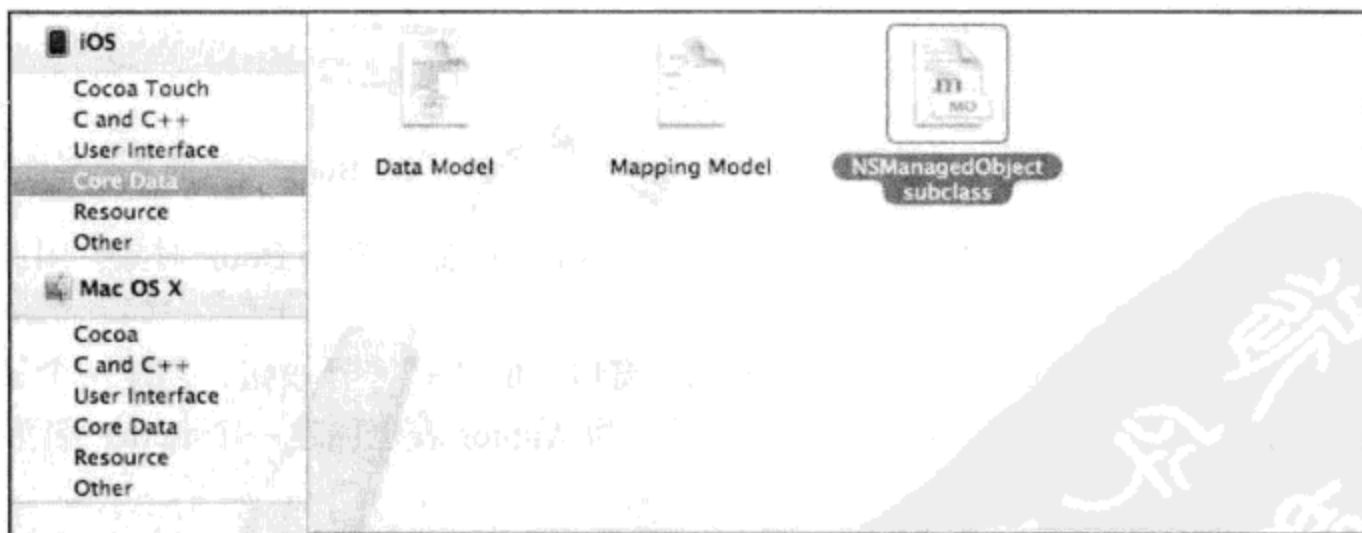 iOS
Cocoa Touch
C and C++
User Interface
Core Data
Resource
Other
Mac OS X
Cocoa
C and C++
User Interface
Core Data
Resource
Other
m
MO
Data Model
Mapping Model
NSManagedObject
subclass